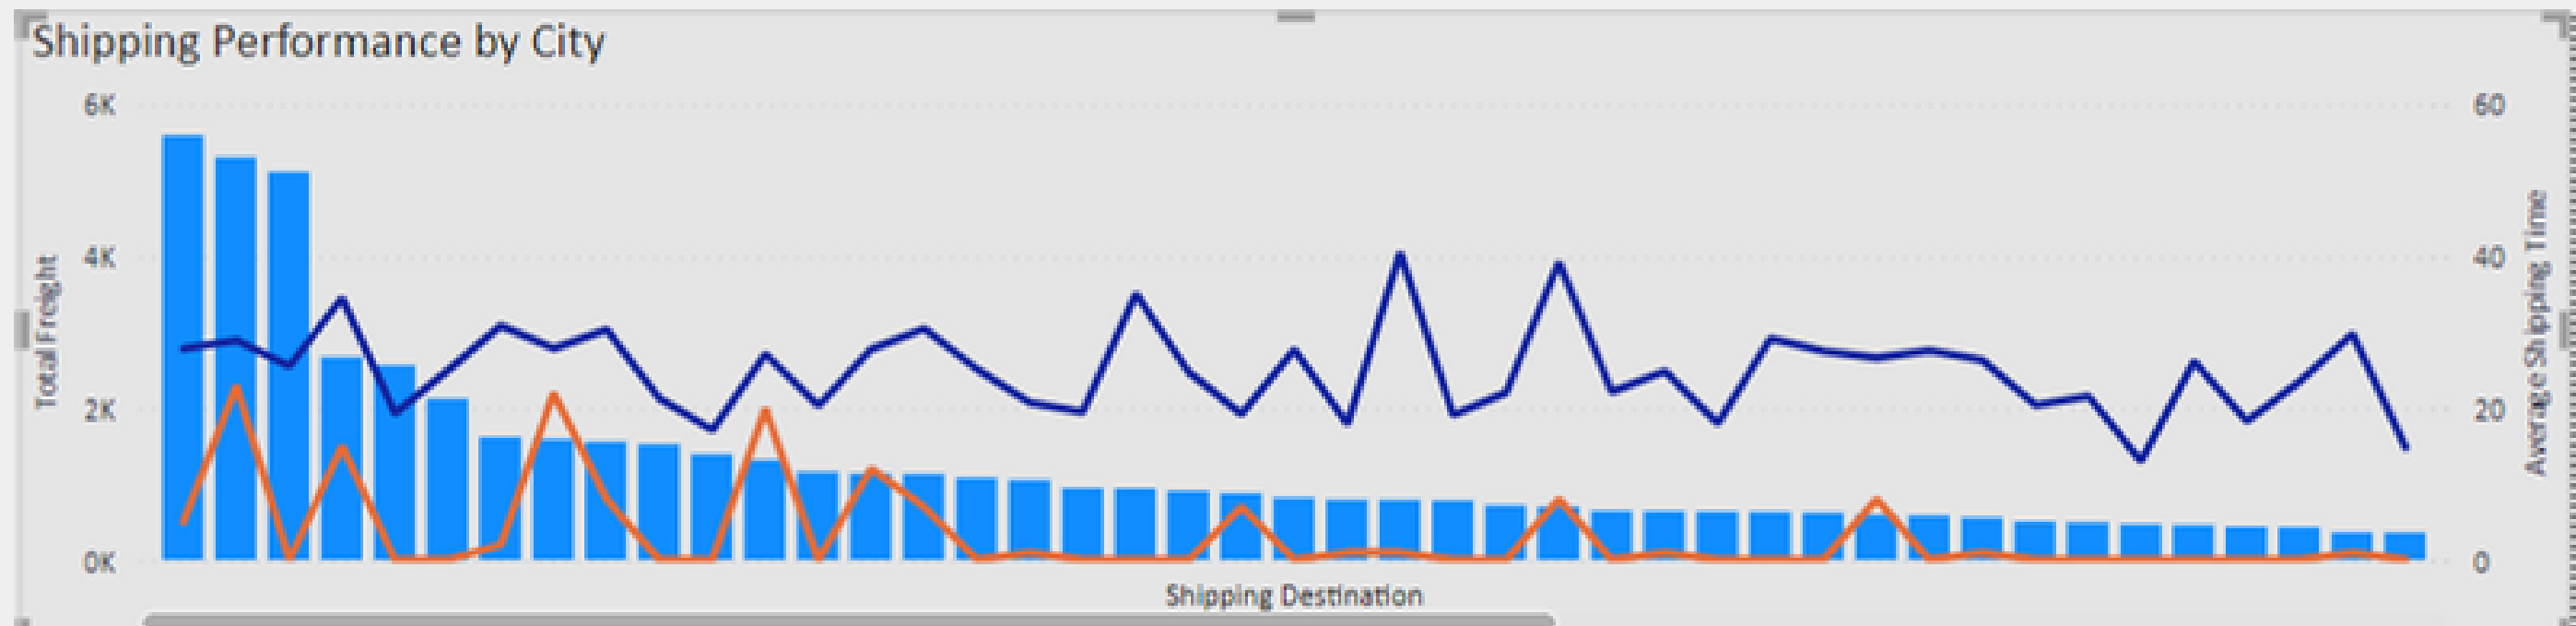 Shipping Performance by City
6K
4K
2K
0K
Total Freight
60
40
20
0
Average Shipping Time
Shipping Destination